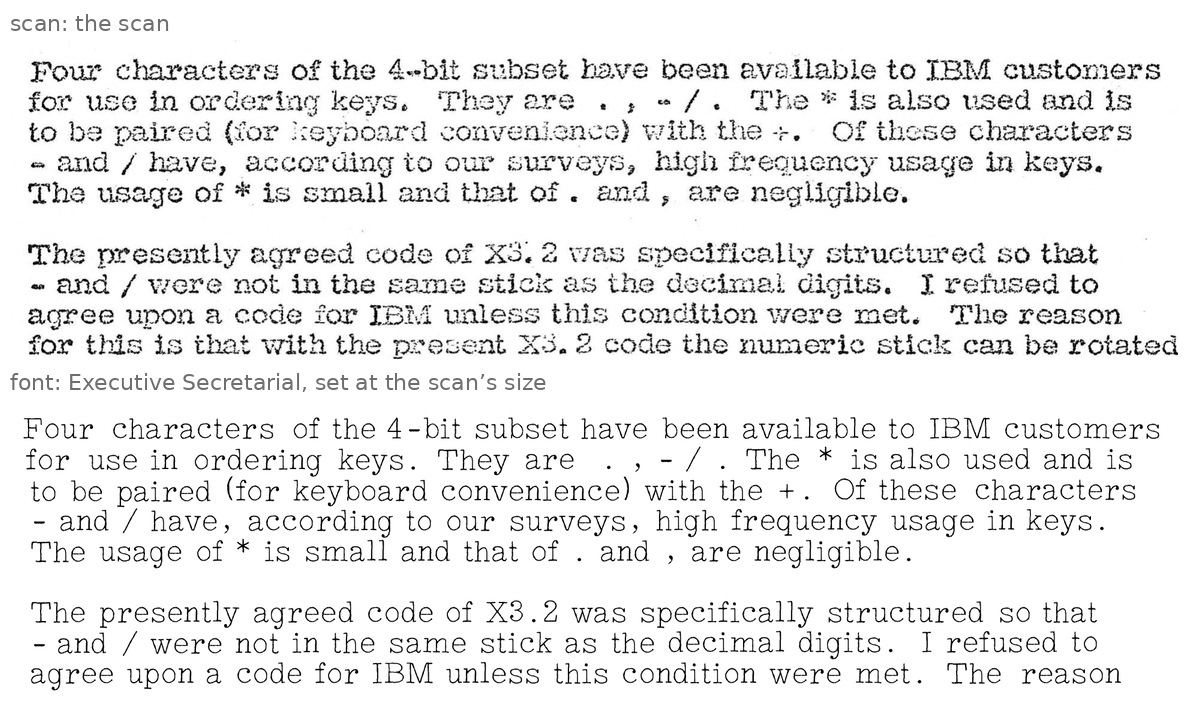 scan: the scan
Four characters of the 4--bit subset have been available to IBM customers
for use in ordering keys. They are . , - / . The * is also used and is
to be paired (for keyboard convenience) with the +. Of these characters
- and / have, according to our surveys, high frequency usage in keys.
The usage of * is small and that of . and , are negligible.
The presently agreed code of X3.2 was specifically structured so that
- and / were not in the same stick as the decimal digits. I refused to
agree upon a code for IBM unless this condition were met. The reason
for this is that with the present X3.2 code the numeric stick can be rotated
font: Executive Secretarial, set at the scan’s size
Four characters of the 4-bit subset have been available to IBM customers
for use in ordering keys. They are . , - / . The * is also used and is
to be paired (for keyboard convenience) with the +. Of these characters
- and / have, according to our surveys, high frequency usage in keys.
The usage of * is small and that of . and , are negligible.
The presently agreed code of X3.2 was specifically structured so that
- and / were not in the same stick as the decimal digits. I refused to
agree upon a code for IBM unless this condition were met. The reason